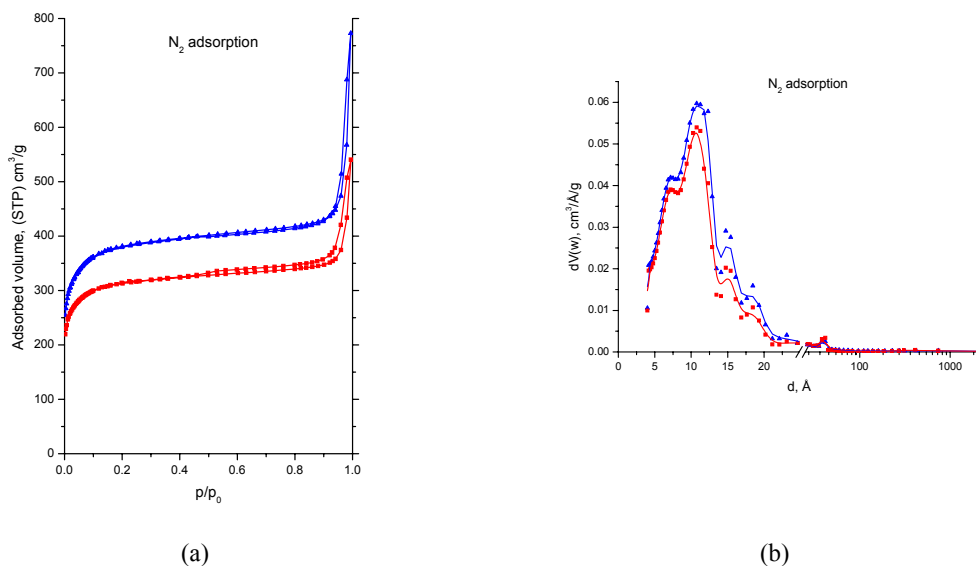 N₂ adsorption
Adsorbed volume, (STP) cm³/g
800
700
600
500
400
300
200
100
0
0.0 0.2 0.4 0.6 0.8 1.0
p/p₀
(a)
N₂ adsorption
dV(w), cm³/Å/g
0.06
0.05
0.04
0.03
0.02
0.01
0.00
0 5 10 15 20 100 1000
d, Å
(b)